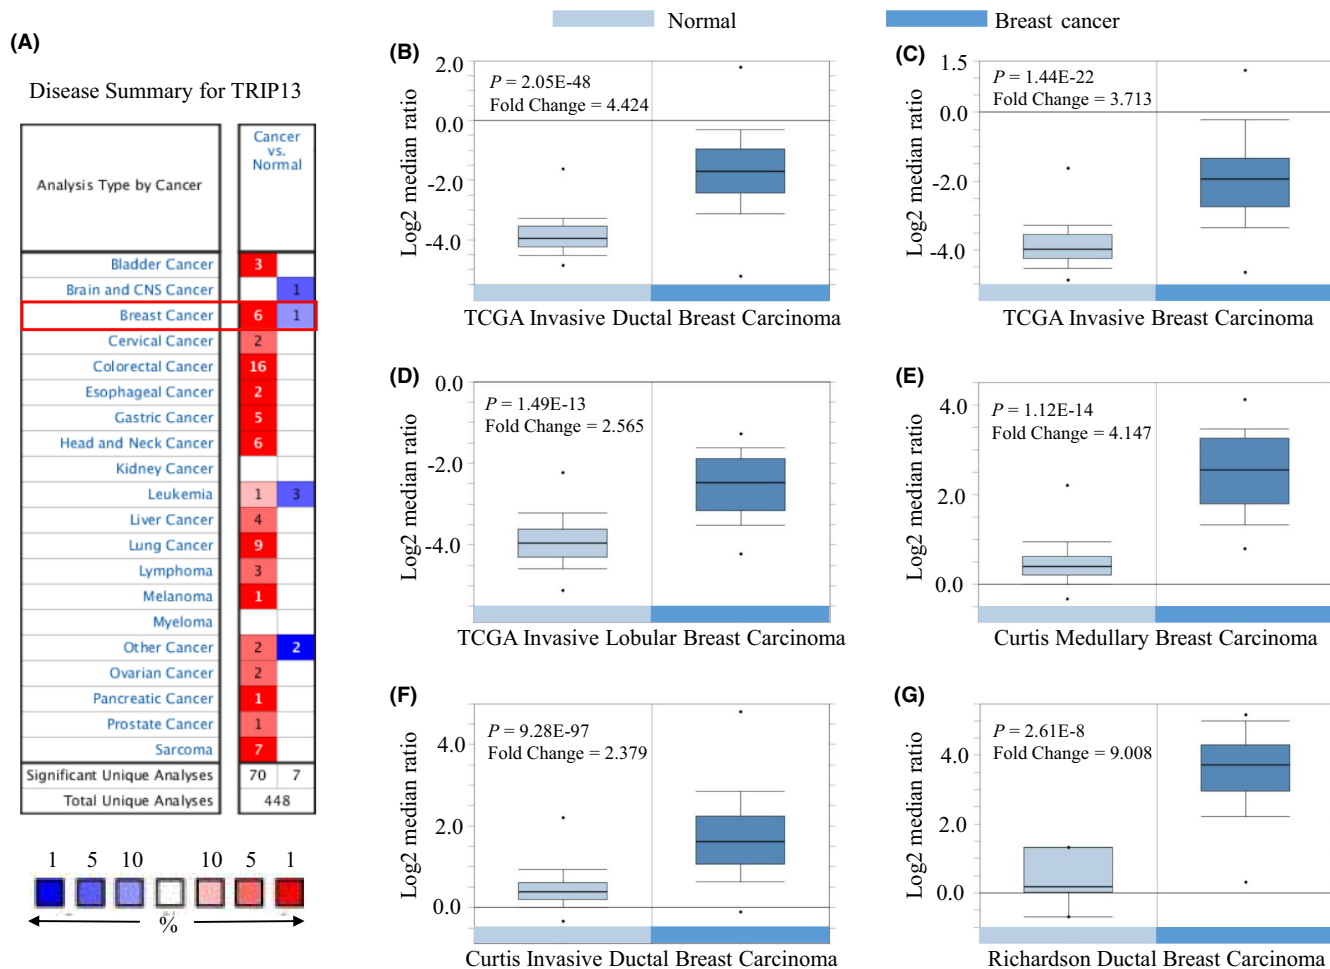 Normal
Breast cancer
(A)
Disease Summary for TRIP13
Analysis Type by Cancer
Cancer
vs.
Normal
Bladder Cancer 3
Brain and CNS Cancer 1
Breast Cancer 6 1
Cervical Cancer 2
Colorectal Cancer 16
Esophageal Cancer 2
Gastric Cancer 5
Head and Neck Cancer 6
Kidney Cancer
Leukemia 1 3
Liver Cancer 4
Lung Cancer 9
Lymphoma 3
Melanoma 1
Myeloma
Other Cancer 2 2
Ovarian Cancer 2
Pancreatic Cancer 1
Prostate Cancer 1
Sarcoma 7
Significant Unique Analyses 70 7
Total Unique Analyses 448
1 5 10 10 5 1
%
(B)
Log2 median ratio
2.0
0.0
-2.0
-4.0
P = 2.05E-48
Fold Change = 4.424
TCGA Invasive Ductal Breast Carcinoma
(C)
Log2 median ratio
1.5
0.0
-2.0
-4.0
P = 1.44E-22
Fold Change = 3.713
TCGA Invasive Breast Carcinoma
(D)
Log2 median ratio
0.0
-2.0
-4.0
P = 1.49E-13
Fold Change = 2.565
TCGA Invasive Lobular Breast Carcinoma
(E)
Log2 median ratio
4.0
2.0
0.0
P = 1.12E-14
Fold Change = 4.147
Curtis Medullary Breast Carcinoma
(F)
Log2 median ratio
4.0
2.0
0.0
P = 9.28E-97
Fold Change = 2.379
Curtis Invasive Ductal Breast Carcinoma
(G)
Log2 median ratio
4.0
2.0
0.0
P = 2.61E-8
Fold Change = 9.008
Richardson Ductal Breast Carcinoma